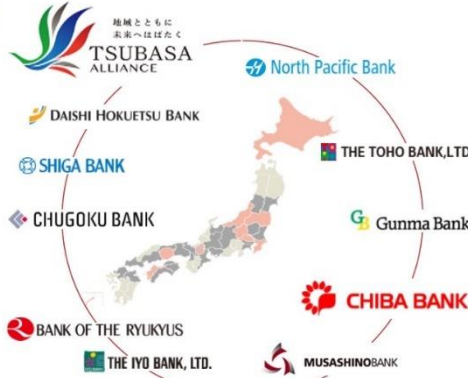 地域とともに
未来へはばたく
TSUBASA
ALLIANCE
North Pacific Bank
DAISHI HOKUETSU BANK
THE TOHO BANK,LTD
SHIGA BANK
CHUGOKU BANK
GB Gunma Bank
CHIBA BANK
BANK OF THE RYUKYUS
THE IYO BANK, LTD.
MUSASHINOBANK